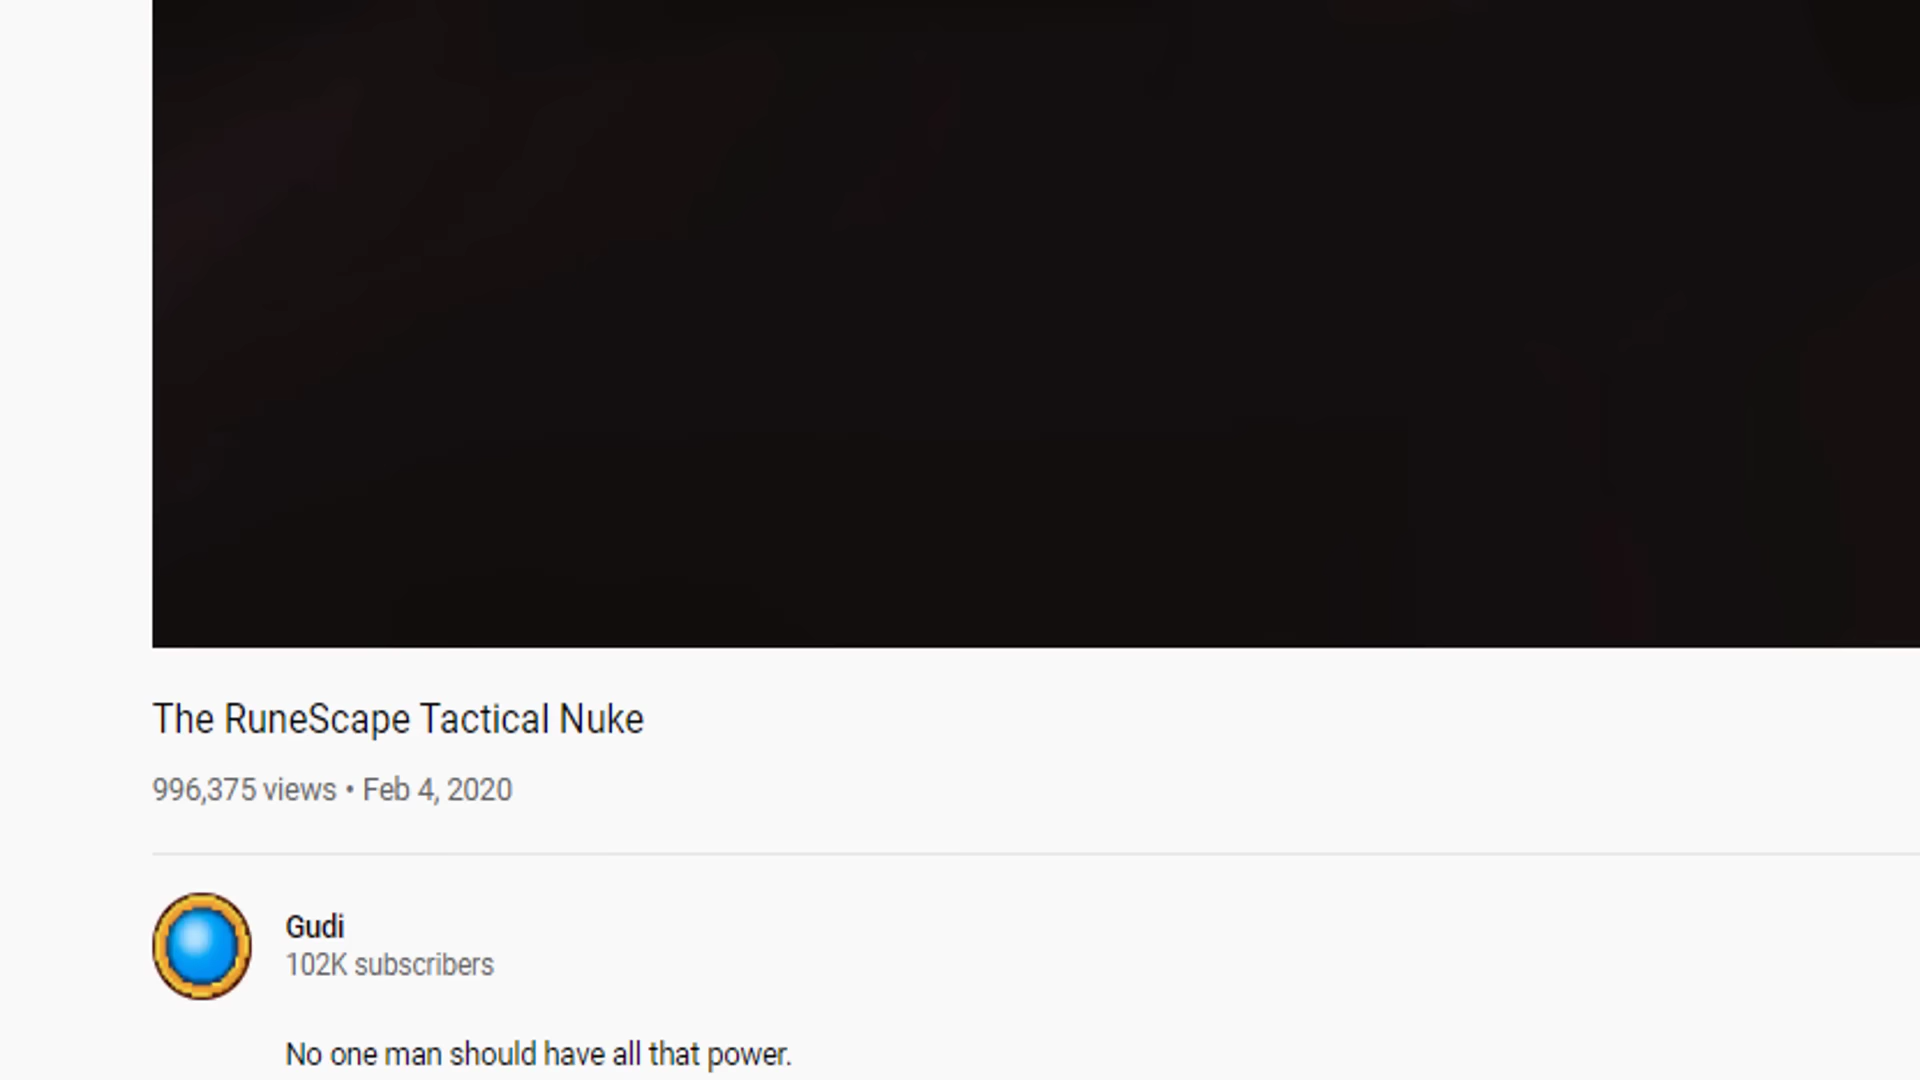 The RuneScape Tactical Nuke
996,375 views • Feb 4, 2020
Gudi
102K subscribers
No one man should have all that power.